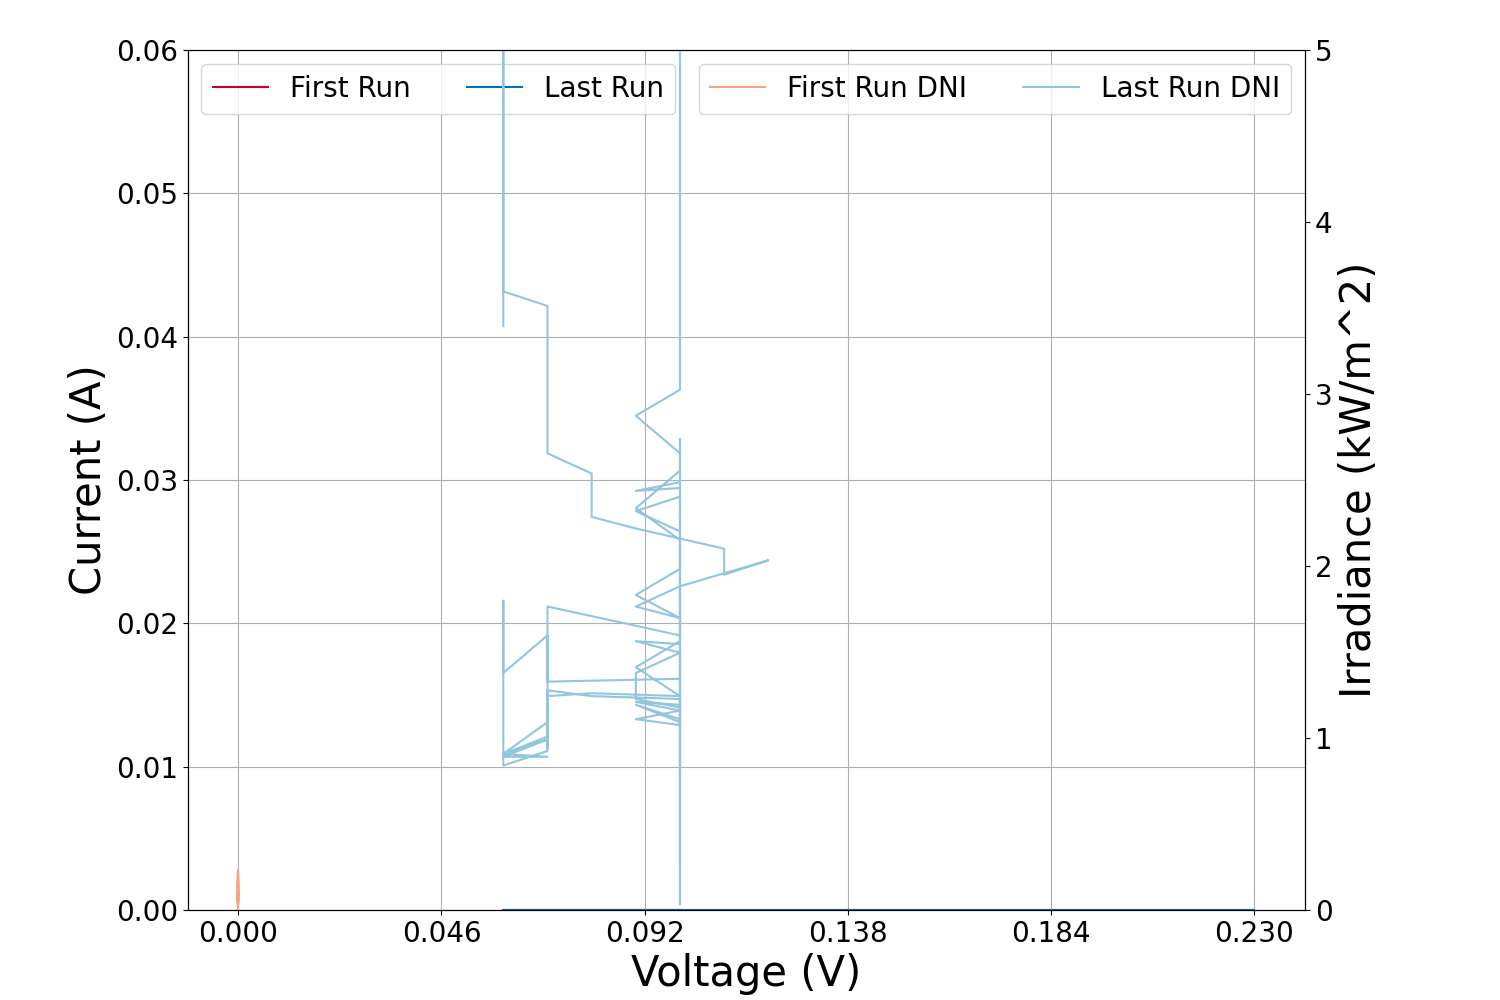 0.06
0.05
0.04
0.03
0.02
0.01
0.00
Current (A)
First Run
Last Run
First Run DNI
Last Run DNI
5
4
3
2
1
0
Irradiance (kW/m^2)
0.000
0.046
0.092
0.138
0.184
0.230
Voltage (V)